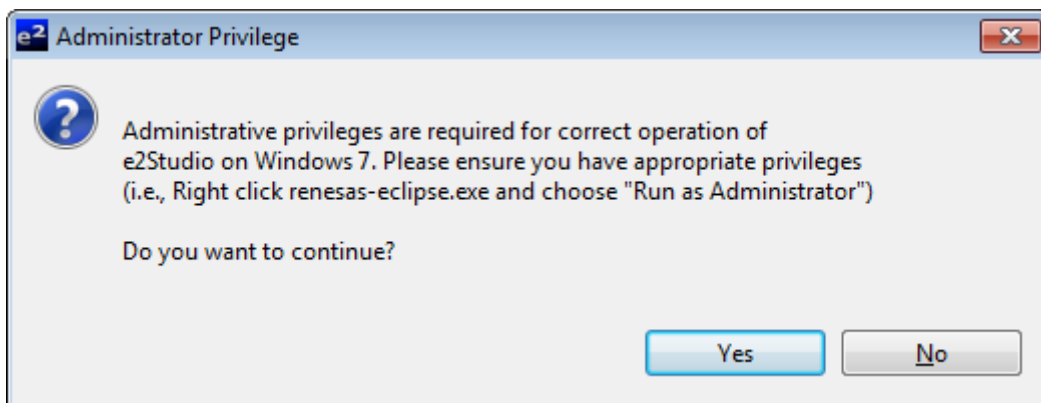 e² Administrator Privilege
Administrative privileges are required for correct operation of
e2Studio on Windows 7. Please ensure you have appropriate privileges
(i.e., Right click renesas-eclipse.exe and choose "Run as Administrator")
Do you want to continue?
Yes No